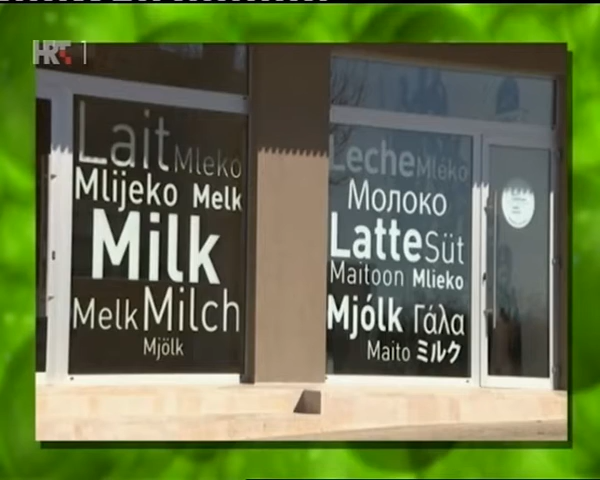 HRT 1
Lait Mleko
Mlijeko Melk
Milk
Melk Milch
Mjölk
Leche Mléko
Молоко
Latte Süt
Maitoon Mlieko
Mjólk Γάλα
Maito ミルク